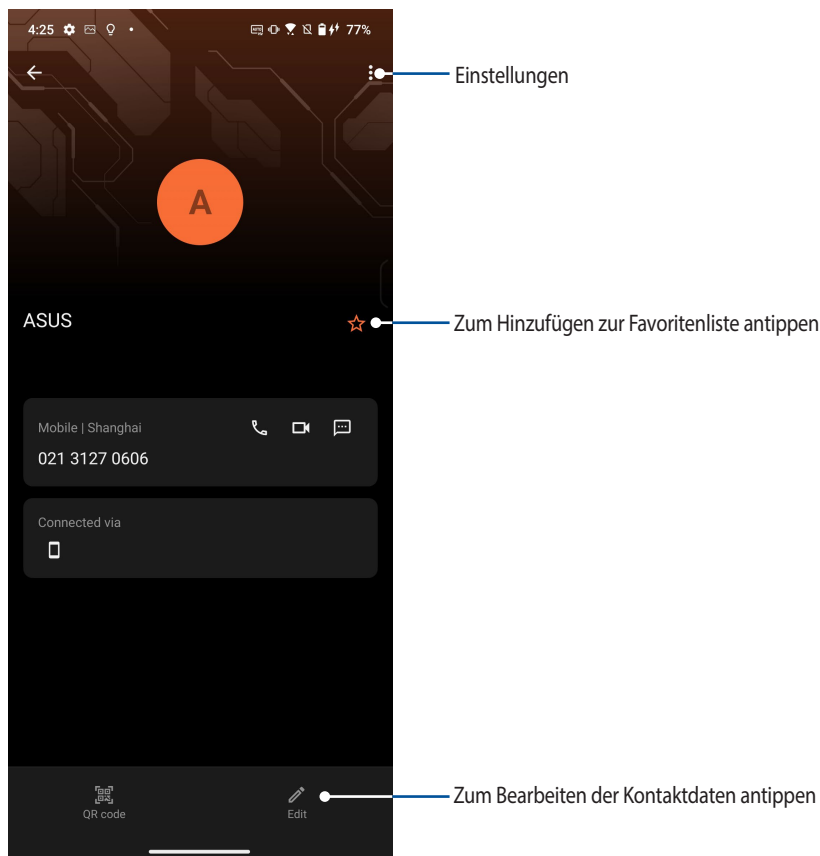 4:25 77%
Einstellungen
A
ASUS
Zum Hinzufügen zur Favoritenliste antippen
Mobile | Shanghai
021 3127 0606
Connected via
Zum Bearbeiten der Kontaktdaten antippen
QR code Edit